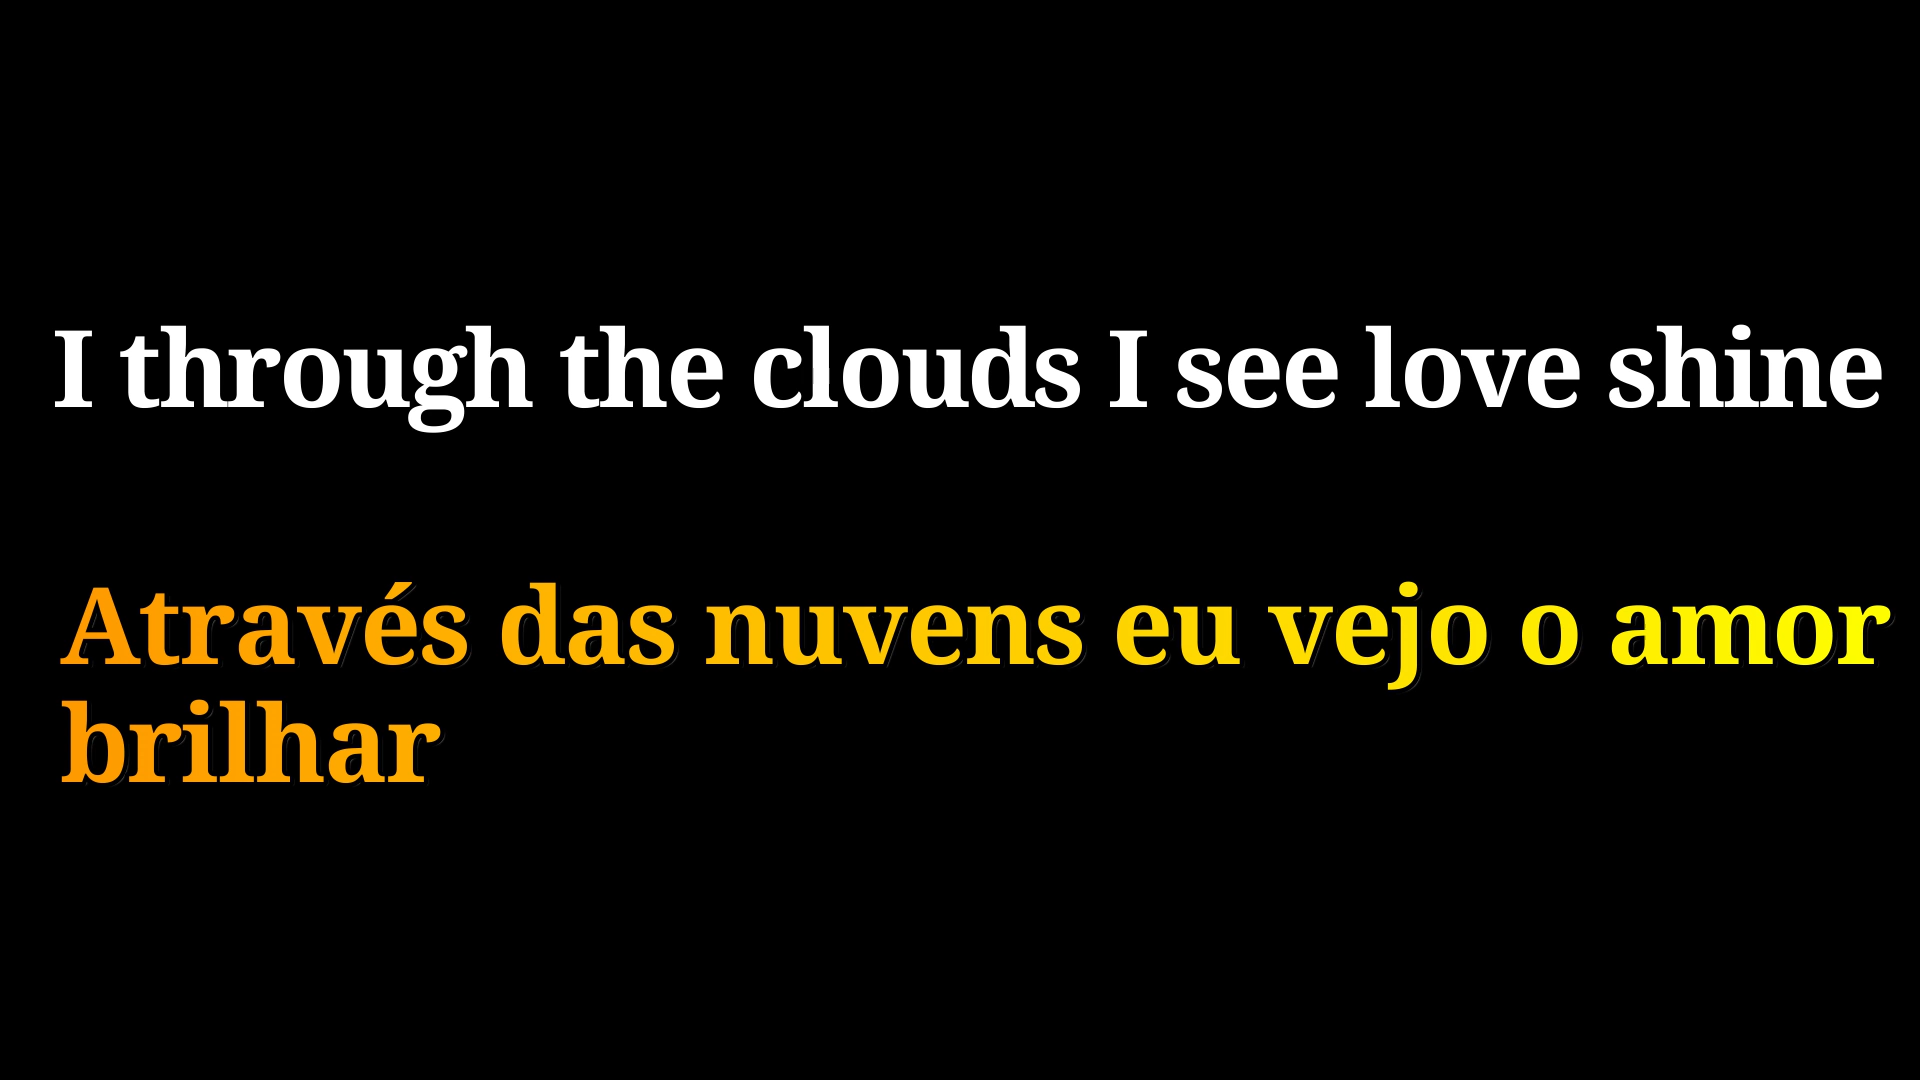 I through the clouds I see love shine
Através das nuvens eu vejo o amor
brilhar